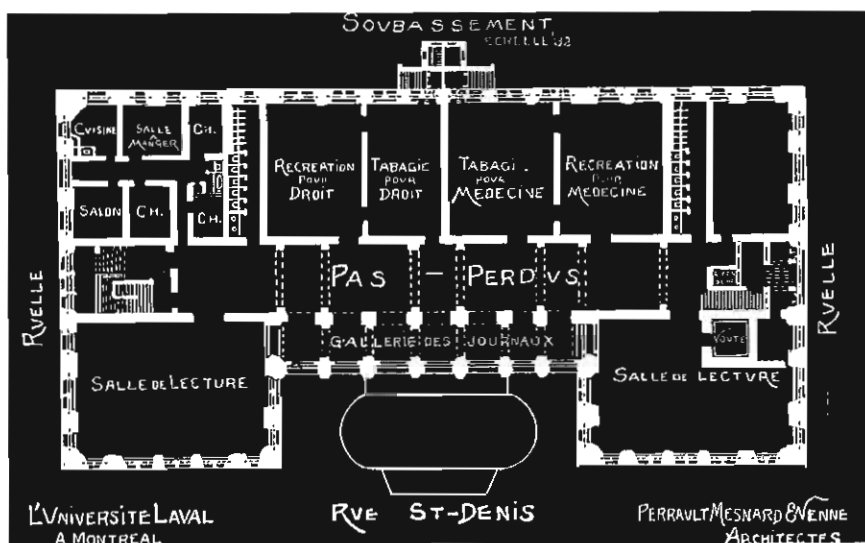 SOUBASSEMENT
CUISINE
SALLE
A
MANGER
CH.
RECREATION
POUR
DROIT
TABAGIE
POUR
DROIT
TABAGI.
POUR
MEDECINE
RECREATION
POUR
MEDECINE
SALON
CH.
CH.
PAS - PERDUS
RUELLE
RUELLE
GALLERIE DES JOURNAUX
VOUTE
SALLE DE LECTURE
SALLE DE LECTURE
L'UNIVERSITE LAVAL
A MONTREAL
RUE ST-DENIS
PERRAULT MESNARD & VENNE
ARCHITECTES